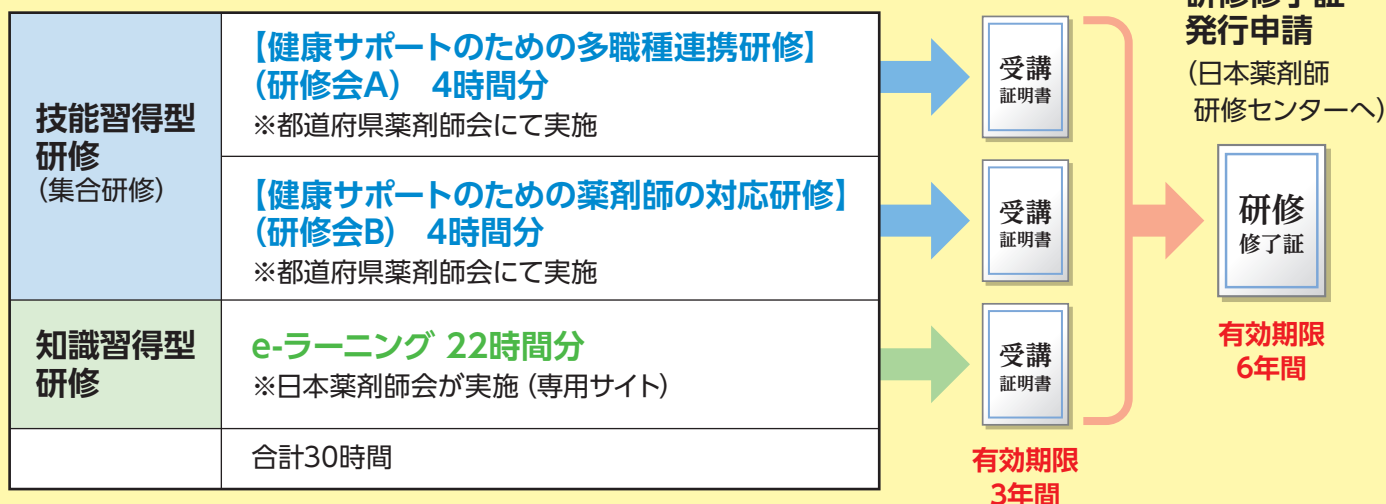 技能習得型
研修
(集合研修)
【健康サポートのための多職種連携研修】
(研修会A) 4時間分
※都道府県薬剤師会にて実施
【健康サポートのための薬剤師の対応研修】
(研修会B) 4時間分
※都道府県薬剤師会にて実施
知識習得型
研修
e-ラーニング 22時間分
※日本薬剤師会が実施(専用サイト)
合計30時間
受講
証明書
受講
証明書
受講
証明書
有効期限
3年間
研修修了証
発行申請
(日本薬剤師
研修センターへ)
研修
修了証
有効期限
6年間